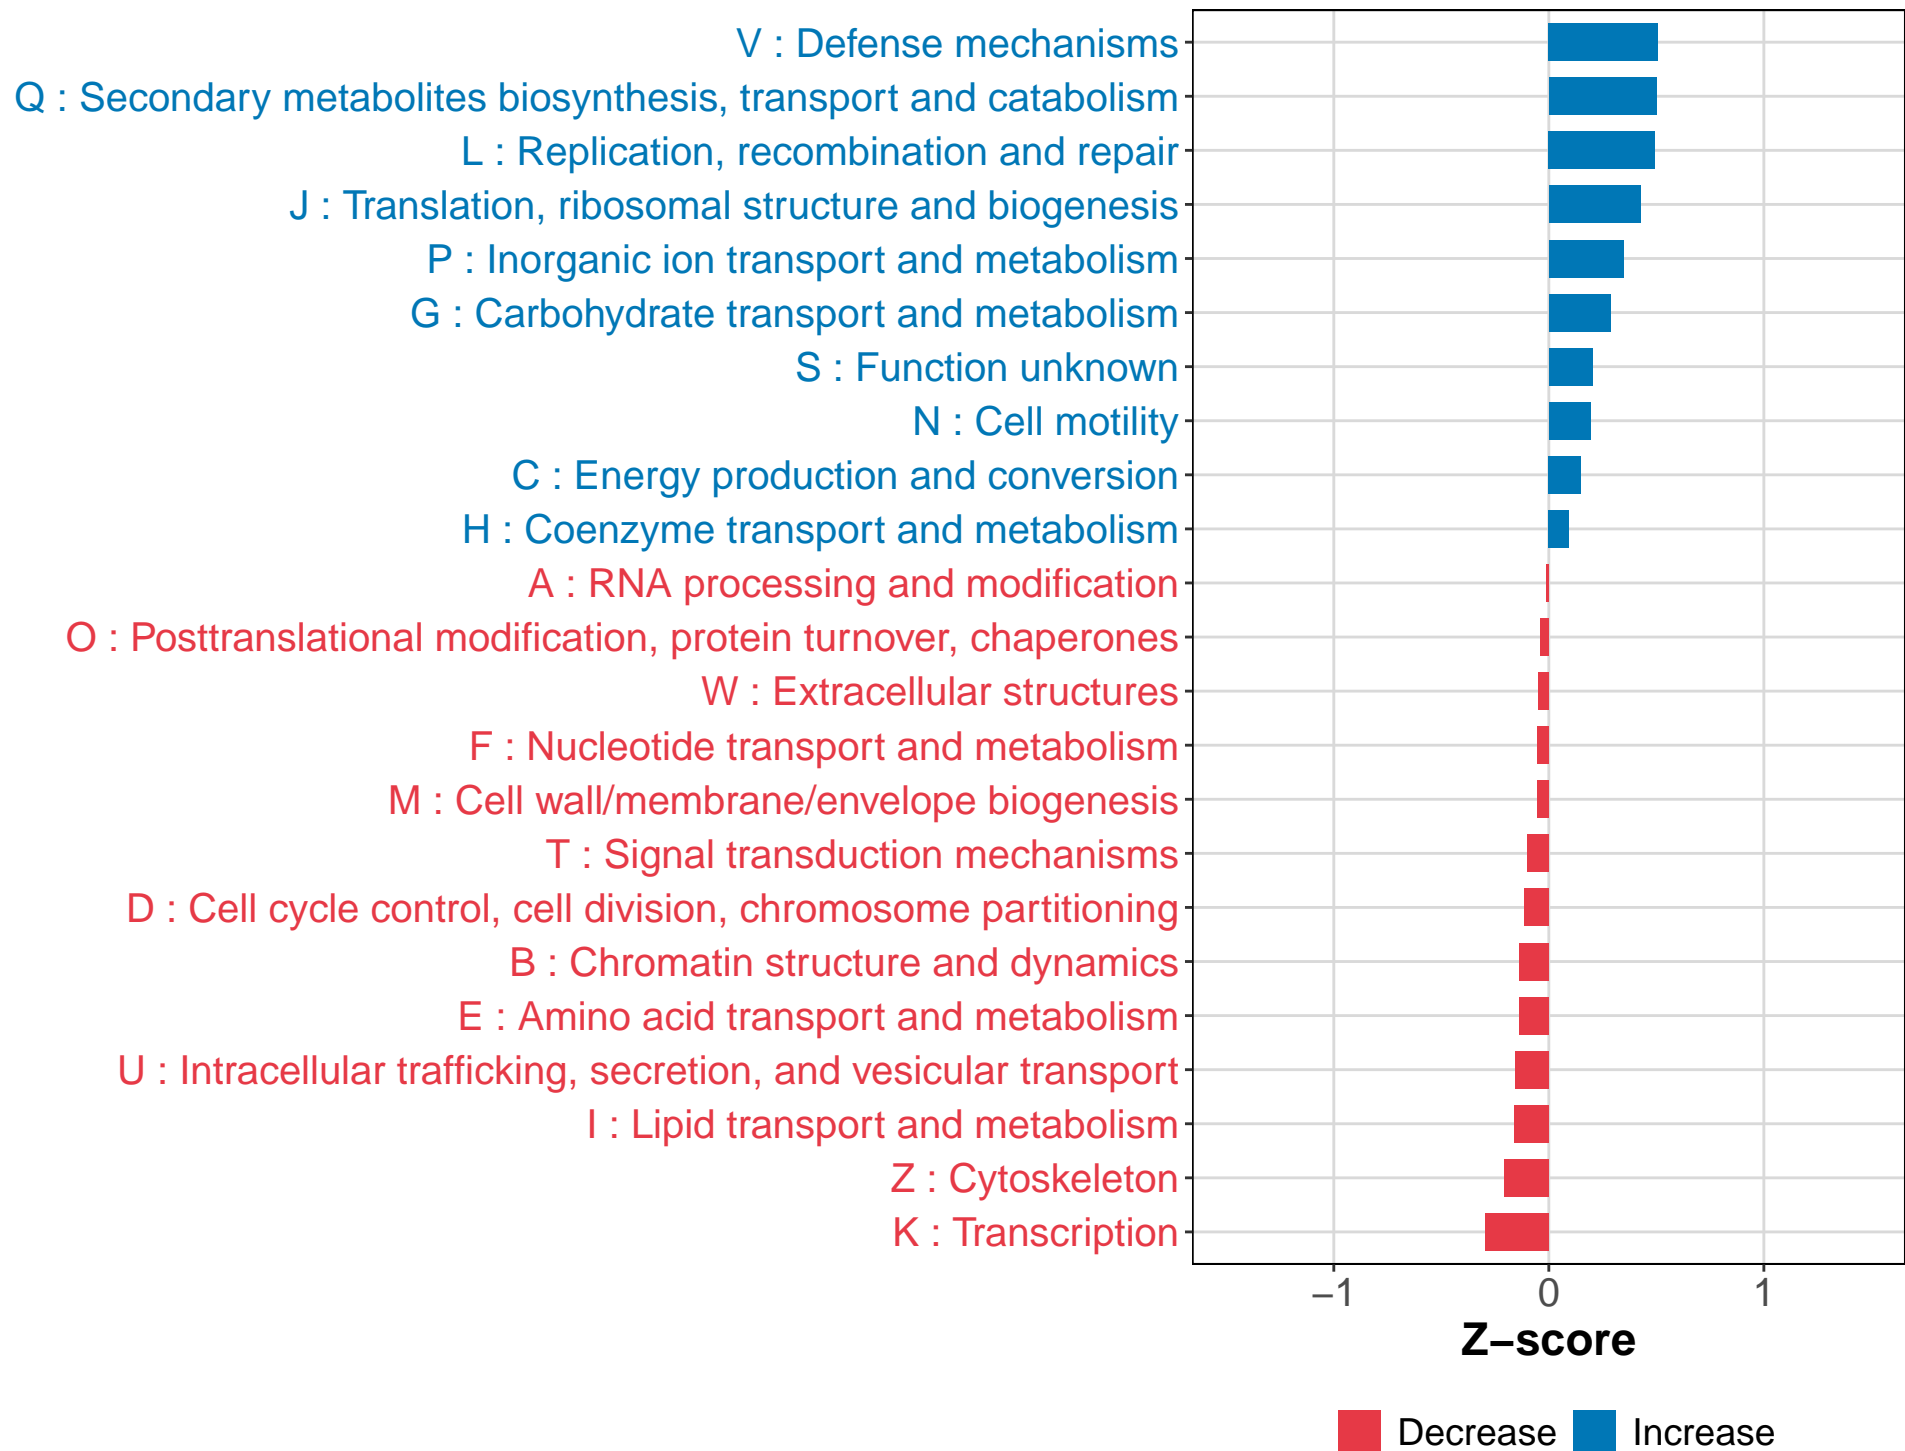 V : Defense mechanisms
Q : Secondary metabolites biosynthesis, transport and catabolism
L : Replication, recombination and repair
J : Translation, ribosomal structure and biogenesis
P : Inorganic ion transport and metabolism
G : Carbohydrate transport and metabolism
S : Function unknown
N : Cell motility
C : Energy production and conversion
H : Coenzyme transport and metabolism
A : RNA processing and modification
O : Posttranslational modification, protein turnover, chaperones
W : Extracellular structures
F : Nucleotide transport and metabolism
M : Cell wall/membrane/envelope biogenesis
T : Signal transduction mechanisms
D : Cell cycle control, cell division, chromosome partitioning
B : Chromatin structure and dynamics
E : Amino acid transport and metabolism
U : Intracellular trafficking, secretion, and vesicular transport
I : Lipid transport and metabolism
Z : Cytoskeleton
K : Transcription
−1 0 1
Z−score
Decrease Increase